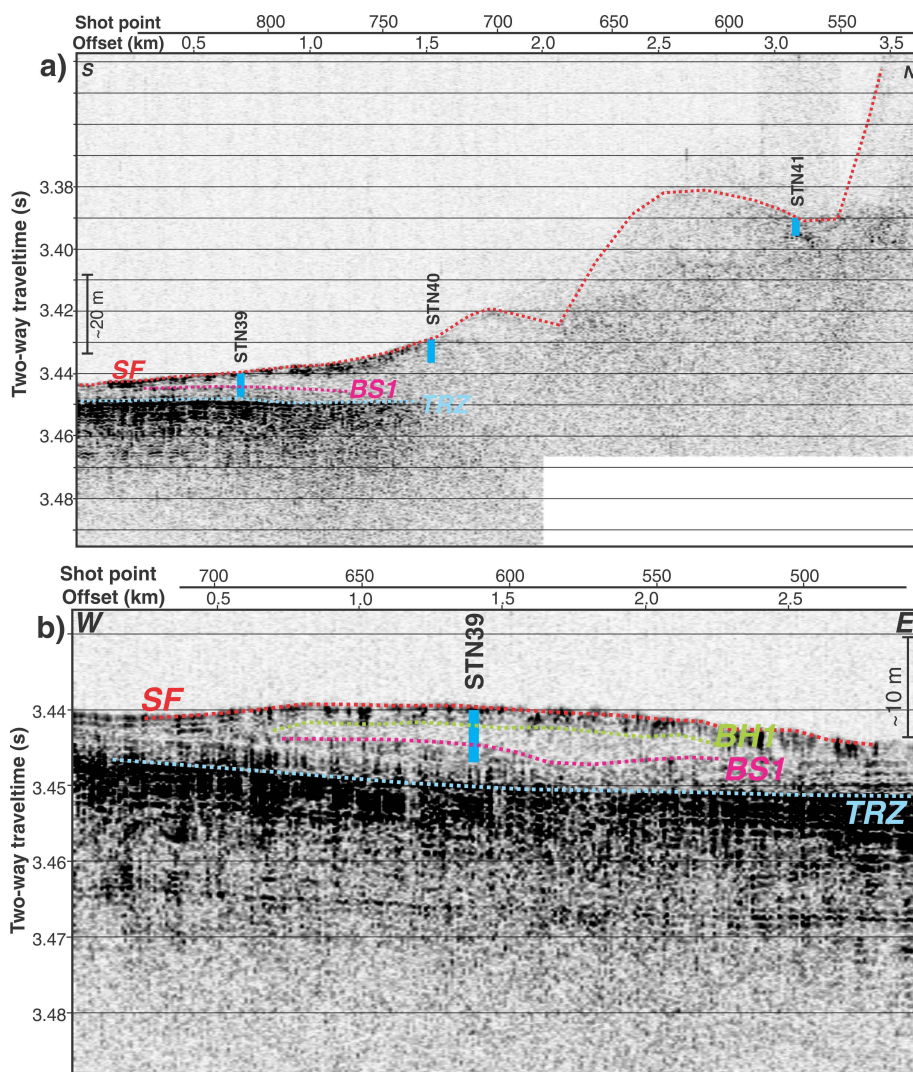 Shot point 800 750 700 650 600 550
Offset (km) 0.5 1.0 1.5 2.0 2.5 3.0 3.5
a) S N
Two-way traveltime (s)
3.38
3.40
3.42
3.44
3.46
3.48
~20 m
STN39
STN40
STN41
SF
BS1
TRZ
Shot point 700 650 600 550 500
Offset (km) 0.5 1.0 1.5 2.0 2.5
b) W E
Two-way traveltime (s)
3.44
3.45
3.46
3.47
3.48
STN39
~ 10 m
SF
BH1
BS1
TRZ